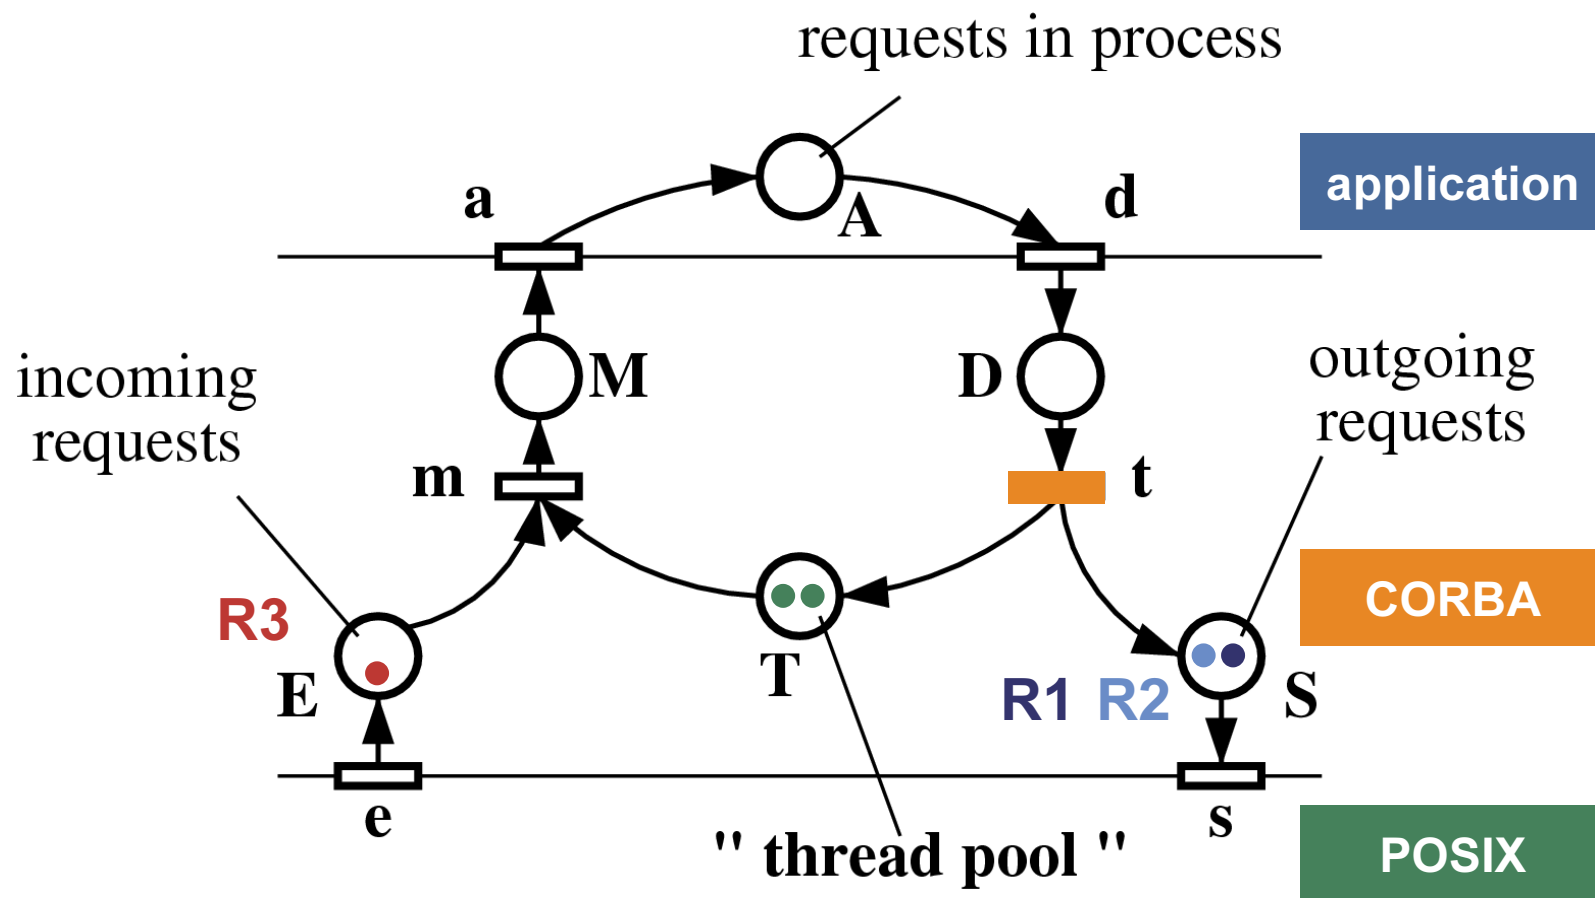 requests in process
application
a
A
d
incoming
requests
M
D
outgoing
requests
m
t
CORBA
R3
E
T
R1 R2
S
e
s
" thread pool "
POSIX